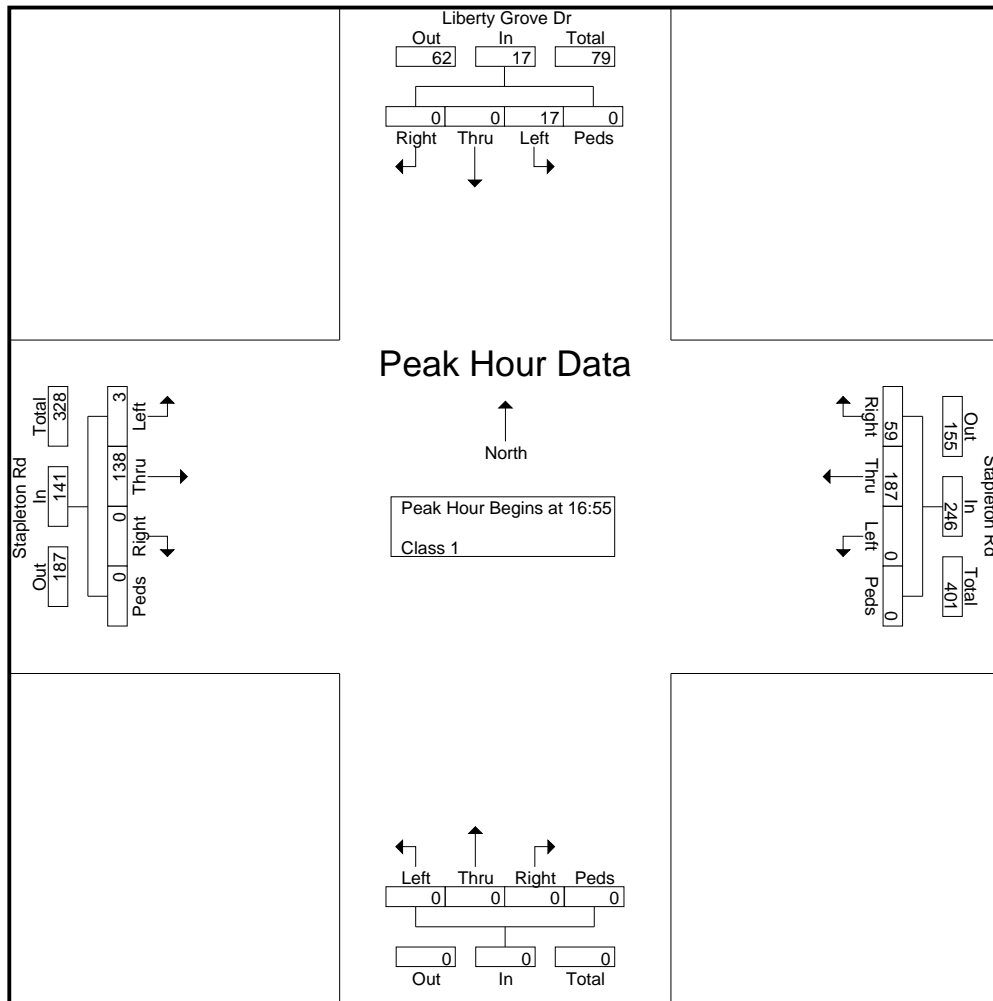 Liberty Grove Dr
Out In Total
62 17 79
0 0 17 0
Right Thru Left Peds
Peak Hour Data
North
Peak Hour Begins at 16:55
Class 1
Stapleton Rd
Total In Out
328 141 187
3 138 0 0
Left Thru Right Peds
Right Thru Left Peds
59 187 0 0
Out In Total
155 246 401
Stapleton Rd
Left Thru Right Peds
0 0 0 0
0 0 0
Out In Total